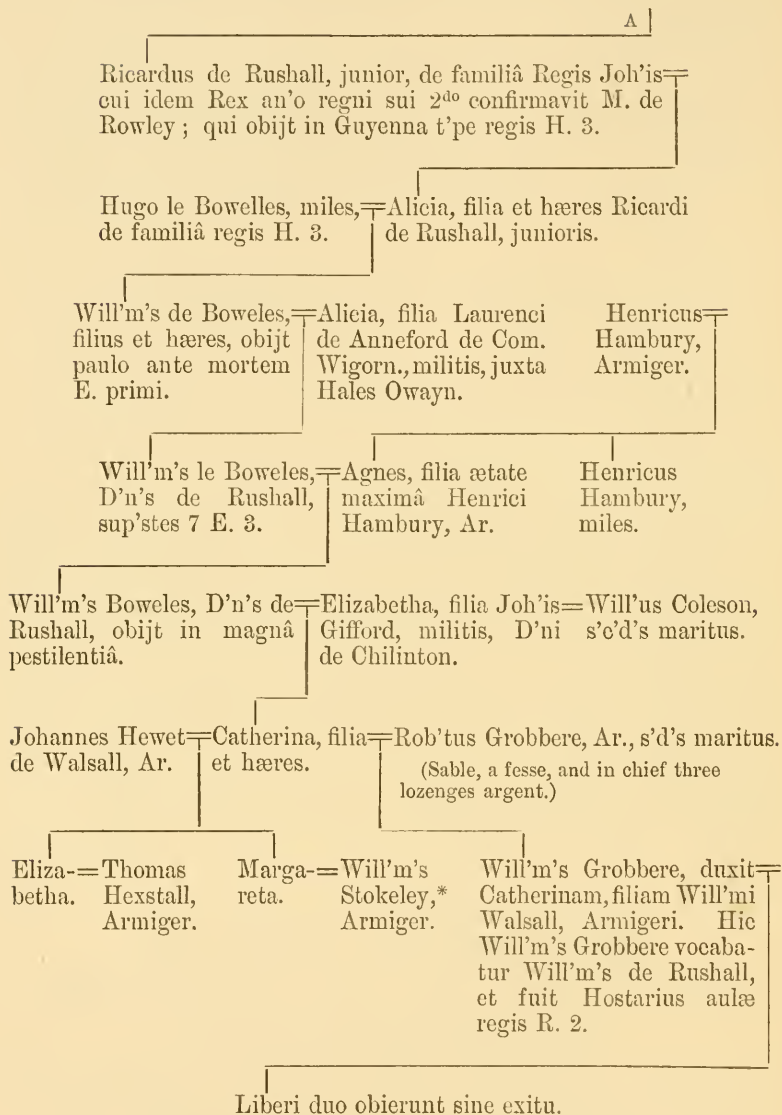 A
Ricardus de Rushall, junior, de familiâ Regis Joh'is
cui idem Rex an'o regni sui 2do confirmavit M. de
Rowley ; qui obijt in Guyenna t'pe regis H. 3.
Hugo le Bowelles, miles,
de familiâ regis H. 3.
Alicia, filia et hæres Ricardi
de Rushall, junioris.
Will'm's de Boweles,
filius et hæres, obijt
paulo ante mortem
E. primi.
Alicia, filia Laurenci
de Anneford de Com.
Wigorn., militis, juxta
Hales Owayn.
Henricus
Hambury,
Armiger.
Will'm's le Boweles,
D'n's de Rushall,
sup'stes 7 E. 3.
Agnes, filia ætate
maximâ Henrici
Hambury, Ar.
Henricus
Hambury,
miles.
Will'm's Boweles, D'n's de
Rushall, obijt in magnâ
pestilentiâ.
Elizabetha, filia Joh'is
Gifford, militis, D'ni
de Chilinton.
Will'us Coleson,
s'c'd's maritus.
Johannes Hewet
de Walsall, Ar.
Catherina, filia
et hæres.
Rob'tus Grobbere, Ar., s'd's maritus.
(Sable, a fesse, and in chief three
lozenges argent.)
Eliza-
betha.
Thomas
Hexstall,
Armiger.
Marga-
reta.
Will'm's
Stokeley,*
Armiger.
Will'm's Grobbere, duxit
Catherinam, filiam Will'mi
Walsall, Armigeri. Hic
Will'm's Grobbere vocaba-
tur Will'm's de Rushall,
et fuit Hostarius aulæ
regis R. 2.
Liberi duo obierunt sine exitu.